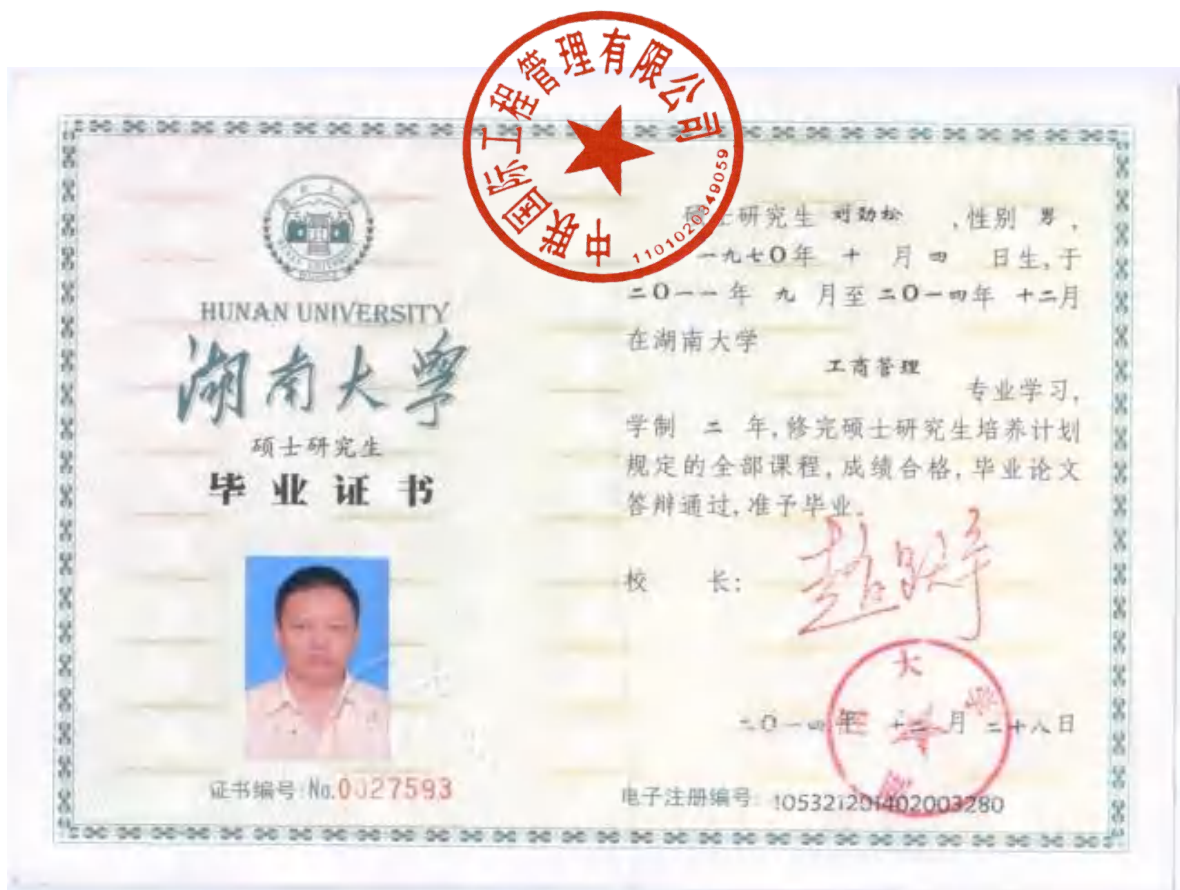 中联国际工程管理有限公司
1101020349059
HUNAN UNIVERSITY
湖南大学
硕士研究生
毕业证书
证书编号:No.0027593
硕士研究生 刘劲松 ,性别 男,
一九七〇年 十 月 四 日生,于
二〇一一年 九 月至二〇一四年 十二月
在湖南大学
工商管理
专业学习,
学制 二 年,修完硕士研究生培养计划
规定的全部课程,成绩合格,毕业论文
答辩通过,准予毕业.
校 长:
大
二〇一四年 十二月 二十八日
电子注册编号: 105321201402003280